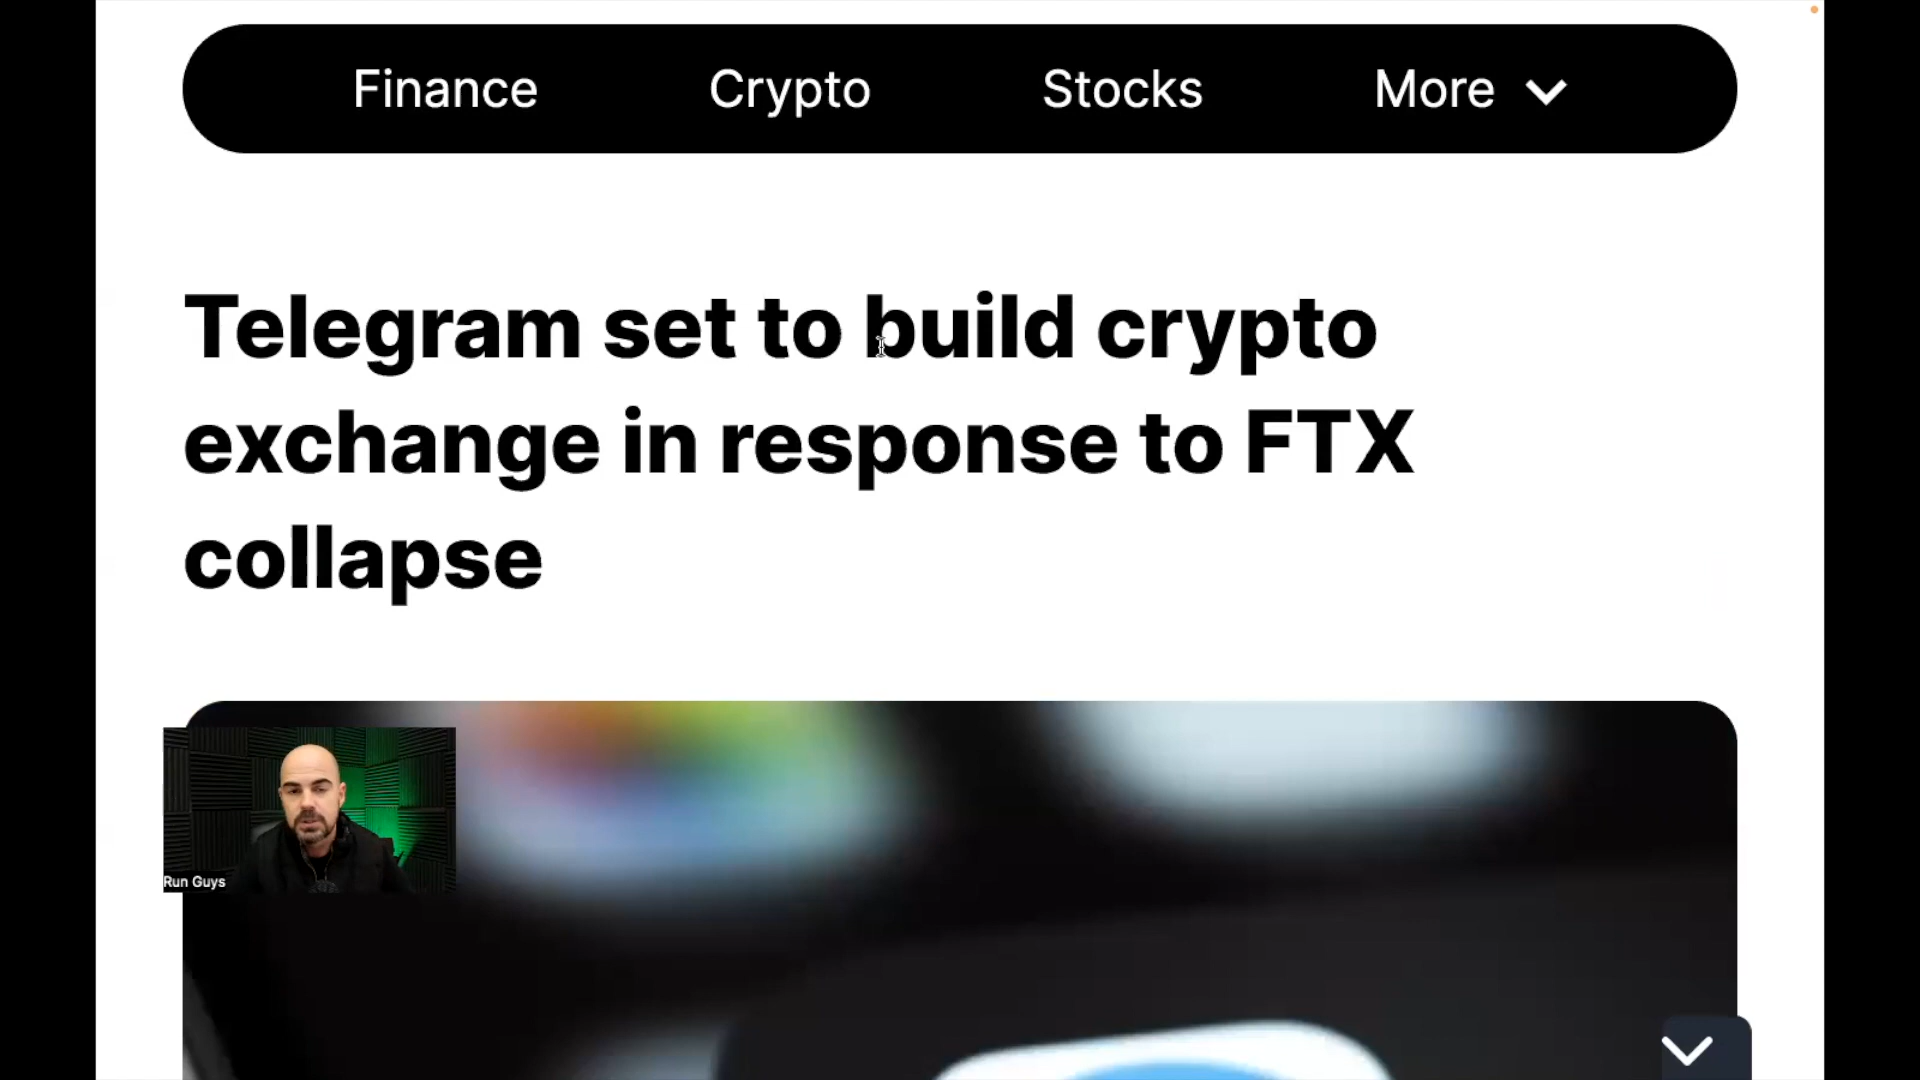 Finance Crypto Stocks More
Telegram set to build crypto
exchange in response to FTX
collapse
Run Guys